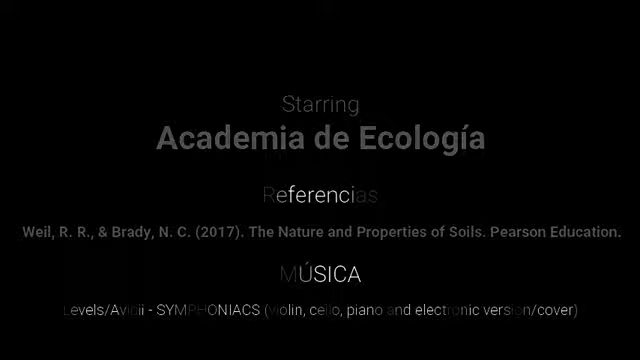 Starring
Academia de Ecología
Referencias
Weil, R. R., & Brady, N. C. (2017). The Nature and Properties of Soils. Pearson Education.
MÚSICA
Levels/Avicii - SYMPHONIACS (violin, cello, piano and electronic version/cover)